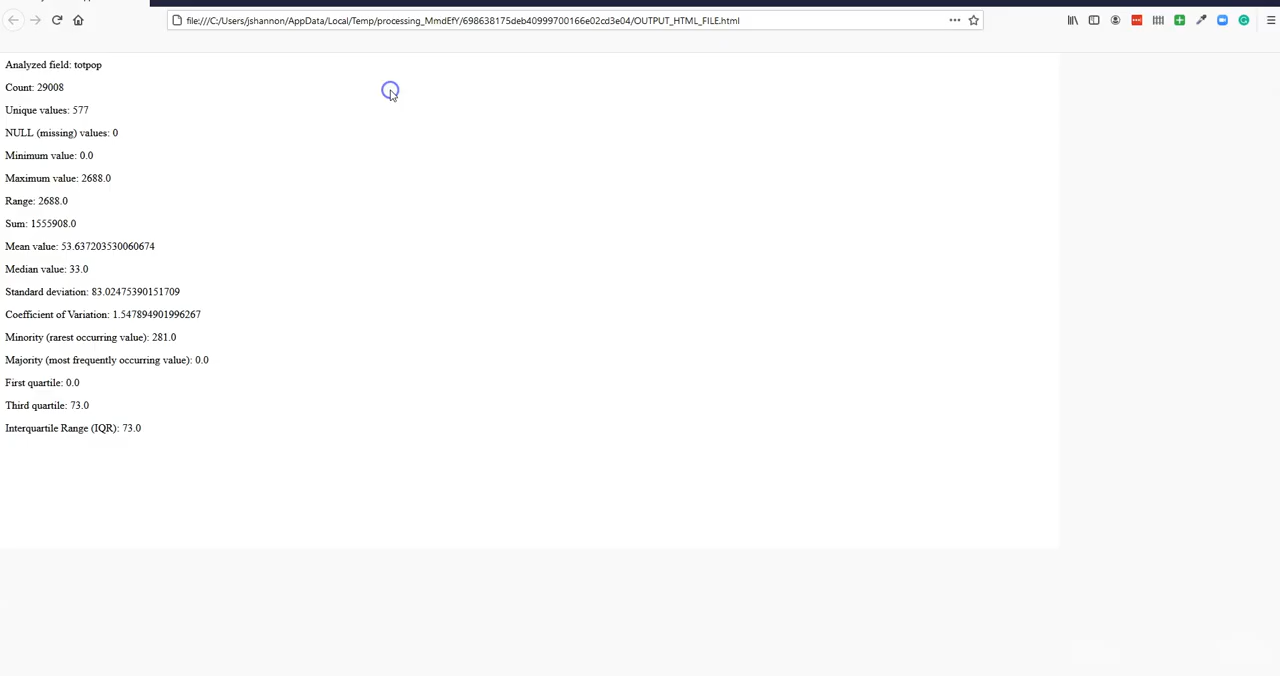 file:///C:/Users/jshannon/AppData/Local/Temp/processing_MmdEfY/698638175deb40999700166e02cd3e04/OUTPUT_HTML_FILE.html
Analyzed field: totpop
Count: 29008
Unique values: 577
NULL (missing) values: 0
Minimum value: 0.0
Maximum value: 2688.0
Range: 2688.0
Sum: 1555908.0
Mean value: 53.637203530060674
Median value: 33.0
Standard deviation: 83.02475390151709
Coefficient of Variation: 1.547894901996267
Minority (rarest occurring value): 281.0
Majority (most frequently occurring value): 0.0
First quartile: 0.0
Third quartile: 73.0
Interquartile Range (IQR): 73.0